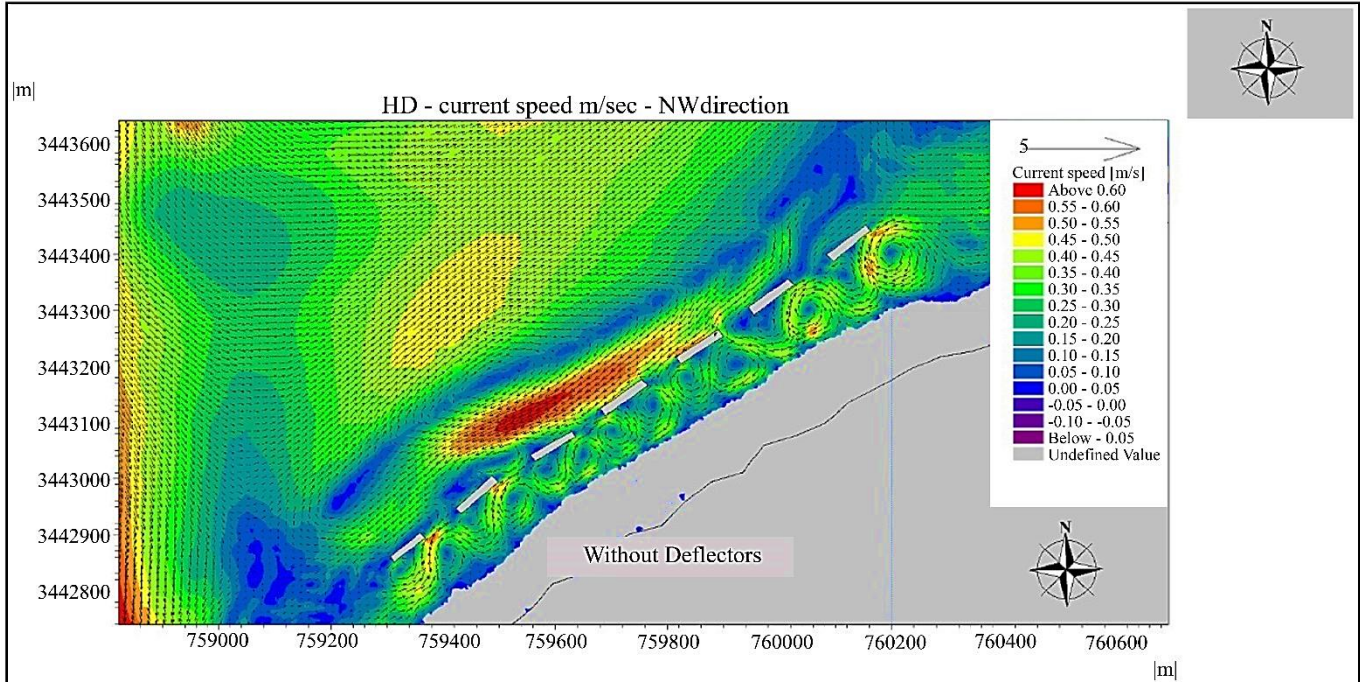 N
|m|
HD - current speed m/sec - NWdirection
3443600
3443500
3443400
3443300
3443200
3443100
3443000
3442900
3442800
5
Current speed [m/s]
Above 0.60
0.55 - 0.60
0.50 - 0.55
0.45 - 0.50
0.40 - 0.45
0.35 - 0.40
0.30 - 0.35
0.25 - 0.30
0.20 - 0.25
0.15 - 0.20
0.10 - 0.15
0.05 - 0.10
0.00 - 0.05
-0.05 - 0.00
-0.10 - -0.05
Below - 0.05
Undefined Value
N
Without Deflectors
759000 759200 759400 759600 759800 760000 760200 760400 760600
|m|